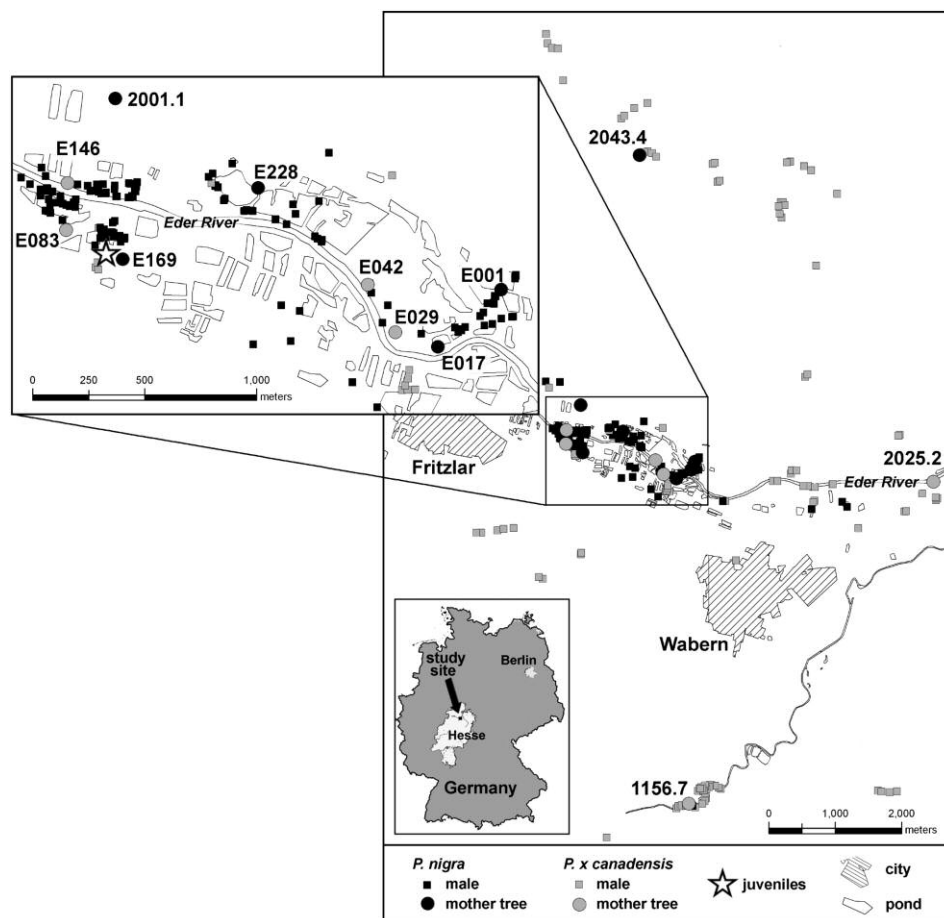 2001.1
E146
E228
Eder River
E083
E169
E042
E001
E029
E017
0 250 500 1,000
meters
2043.4
Fritzlar
2025.2
Eder River
Wabern
study
site
Berlin
Hesse
Germany
1156.7
0 1,000 2,000
meters
P. nigra
male
mother tree
P. x canadensis
male
mother tree
juveniles
city
pond